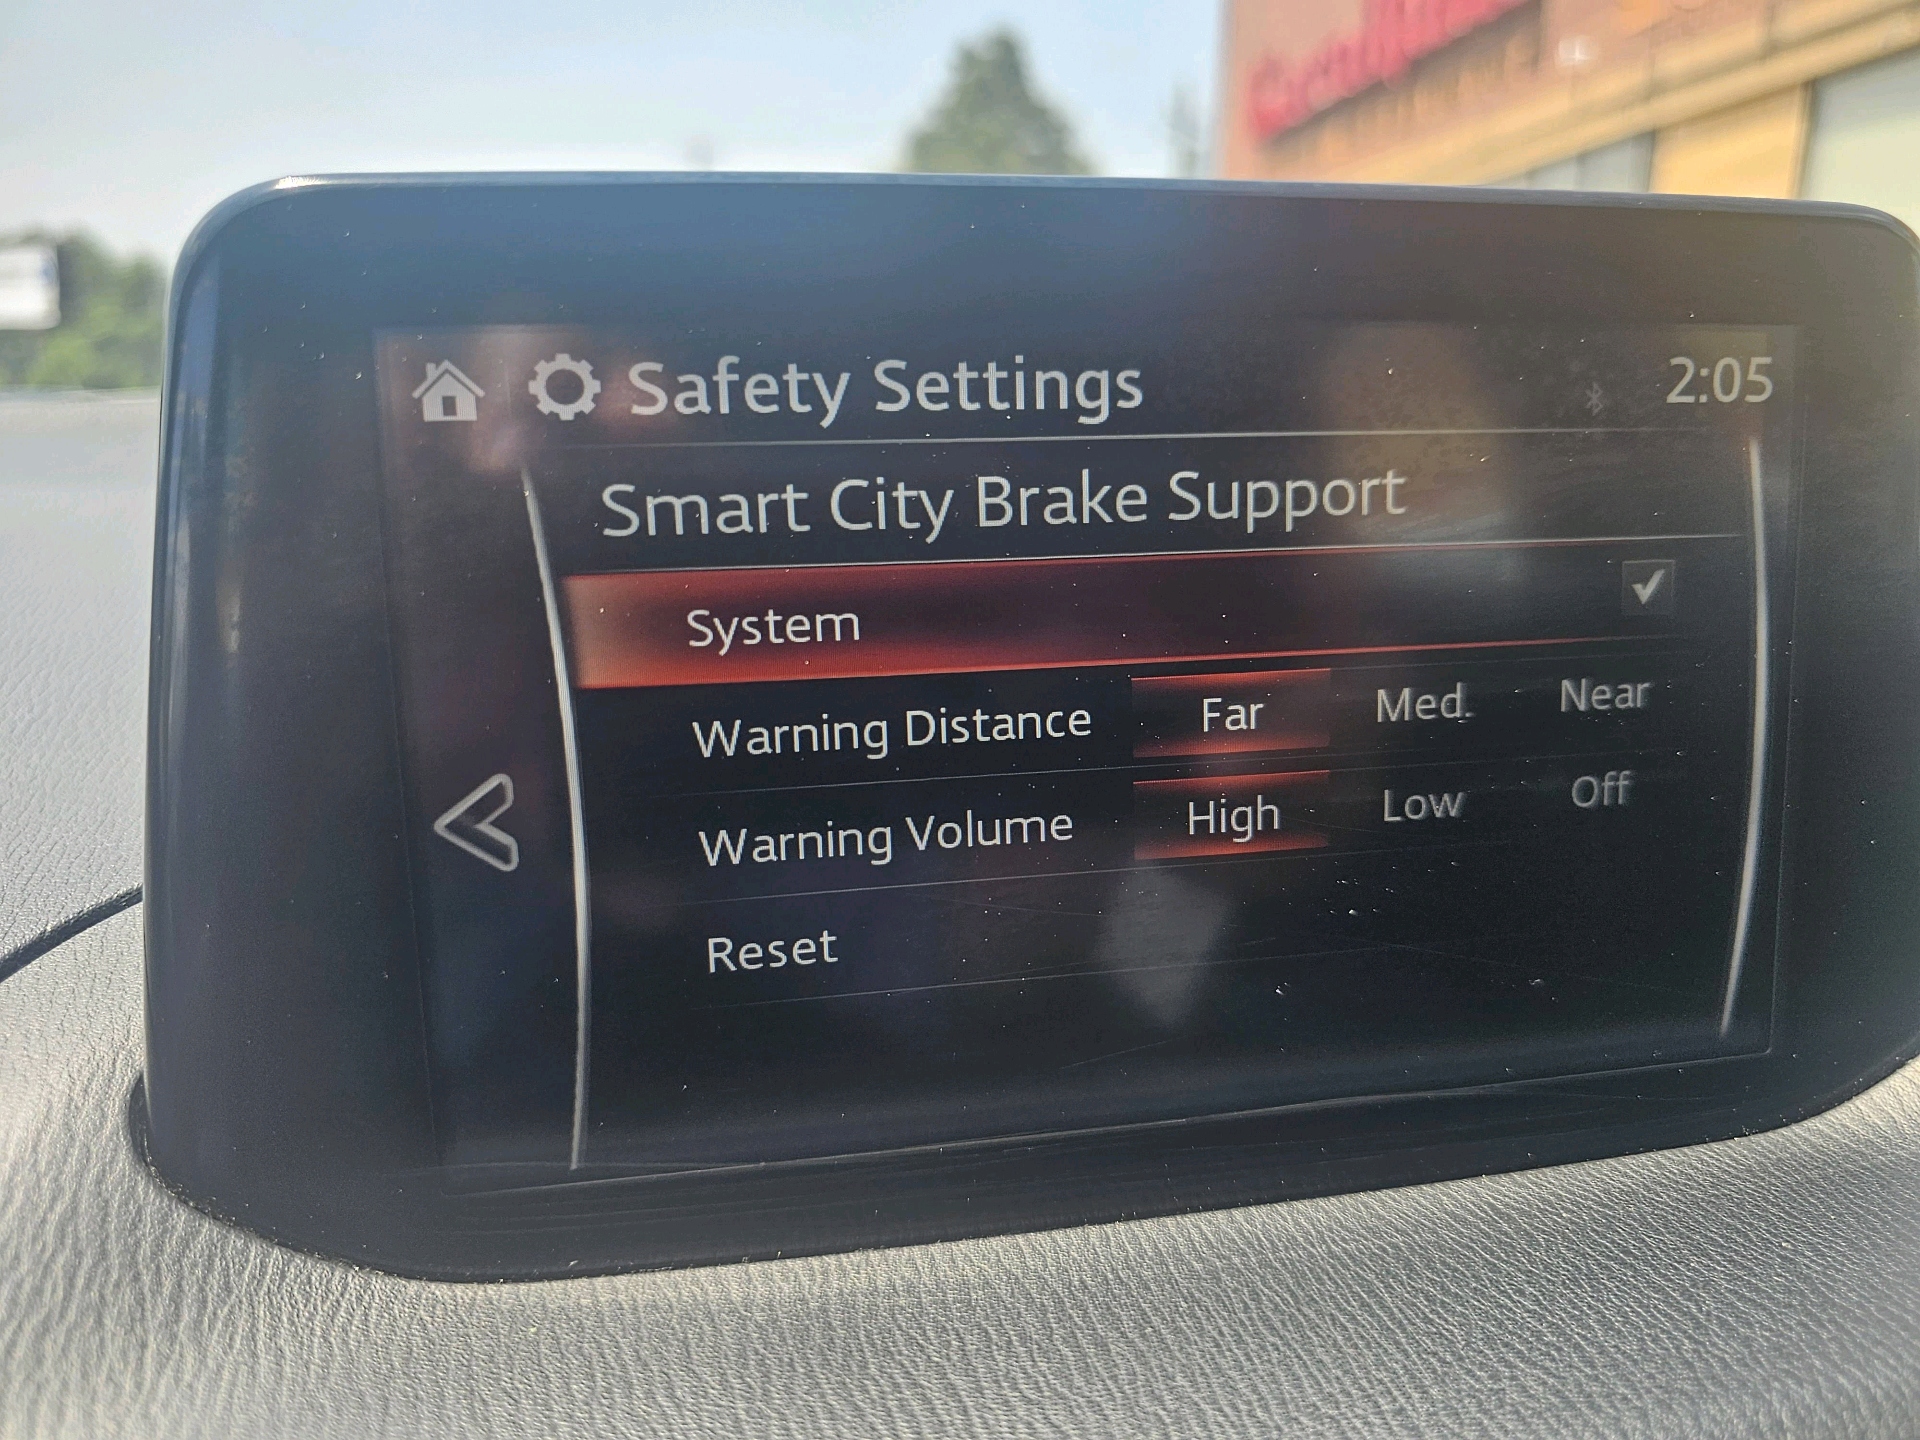 Safety Settings 2:05
Smart City Brake Support
System
Warning Distance Far Med. Near
Warning Volume High Low Off
Reset